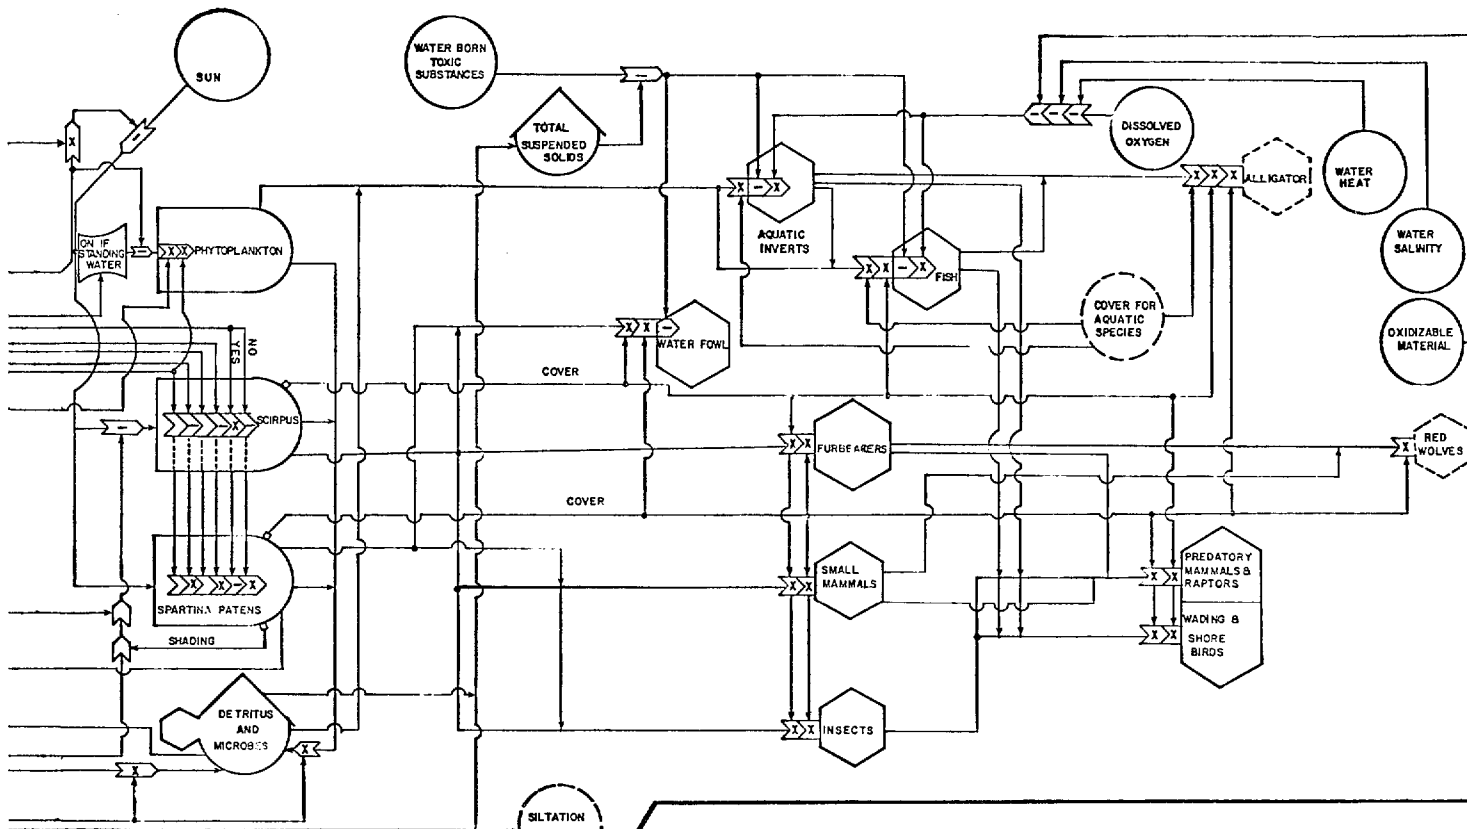 SUN
WATER BORN
TOXIC
SUBSTANCES
TOTAL
SUSPENDED
SOLIDS
DISSOLVED
OXYGEN
WATER
HEAT
ALLIGATOR
WATER
SALINITY
ON IF
STANDING
WATER
PHYTOPLANKTON
AQUATIC
INVERTS
FISH
COVER FOR
AQUATIC
SPECIES
OXIDIZABLE
MATERIAL
WATER FOWL
YES
NO
COVER
SCIRPUS
FURBEARERS
RED
WOLVES
COVER
SMALL
MAMMALS
PREDATORY
MAMMALS &
RAPTORS
SPARTINA PATENS
WADING &
SHORE
BIRDS
SHADING
DETRITUS
AND
MICROBES
INSECTS
SILTATION